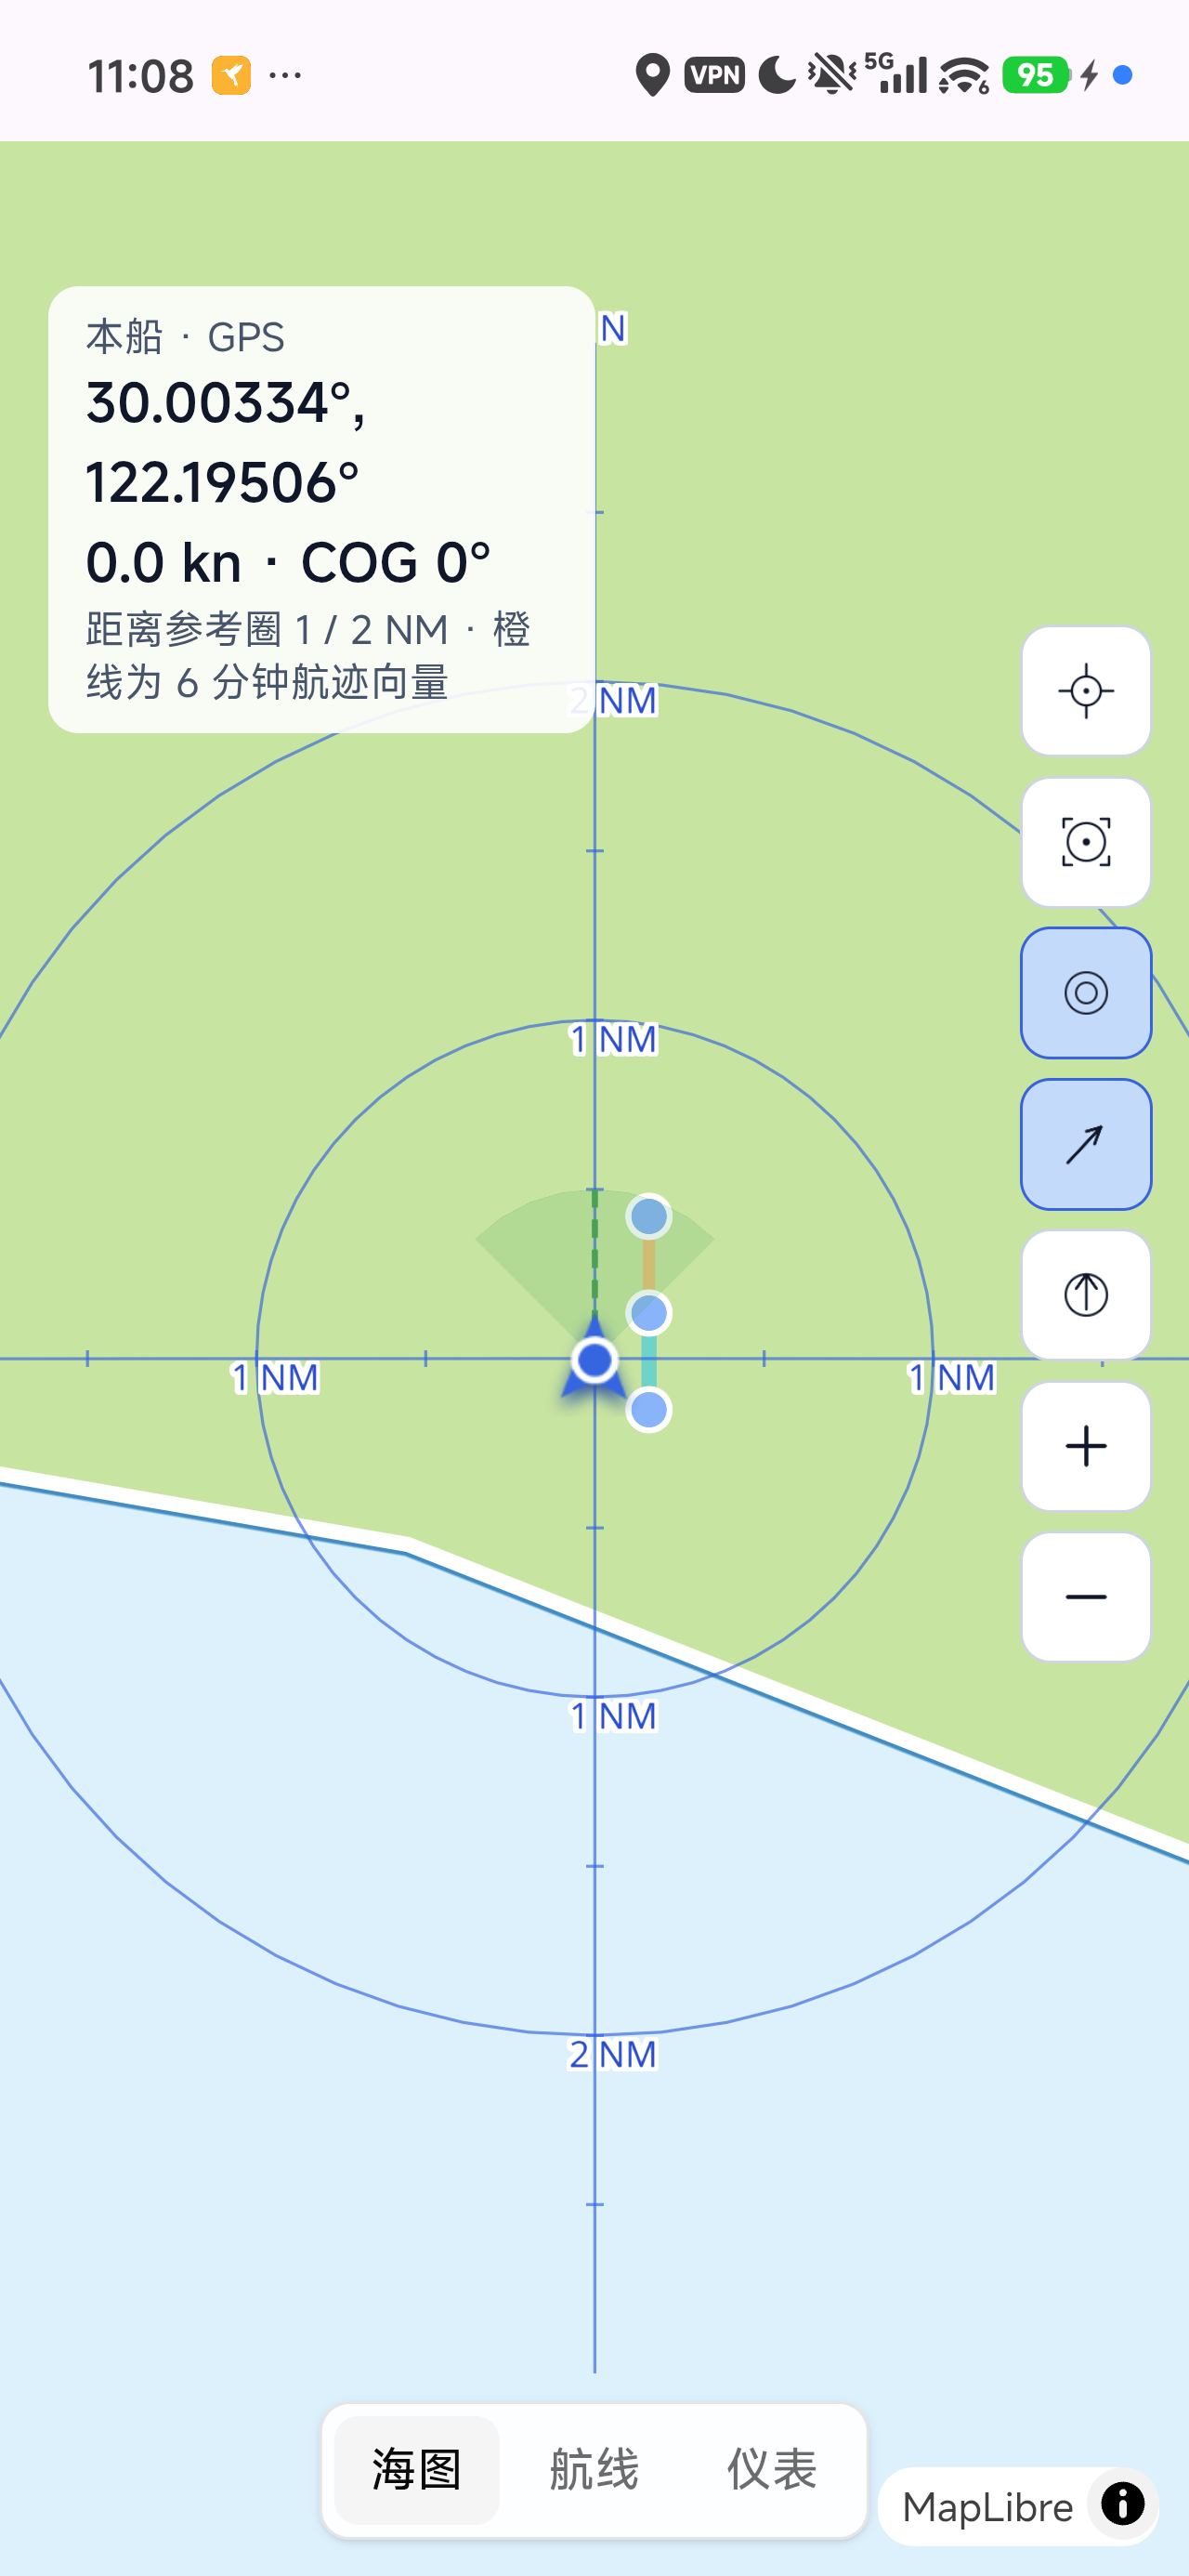 11:08 ...
VPN 5G 6 95
本船 · GPS
30.00334°,
122.19506°
0.0 kn · COG 0°
距离参考圈 1 / 2 NM · 橙
线为 6 分钟航迹向量
N
2 NM
1 NM
1 NM
1 NM
1 NM
2 NM
海图 航线 仪表
MapLibre